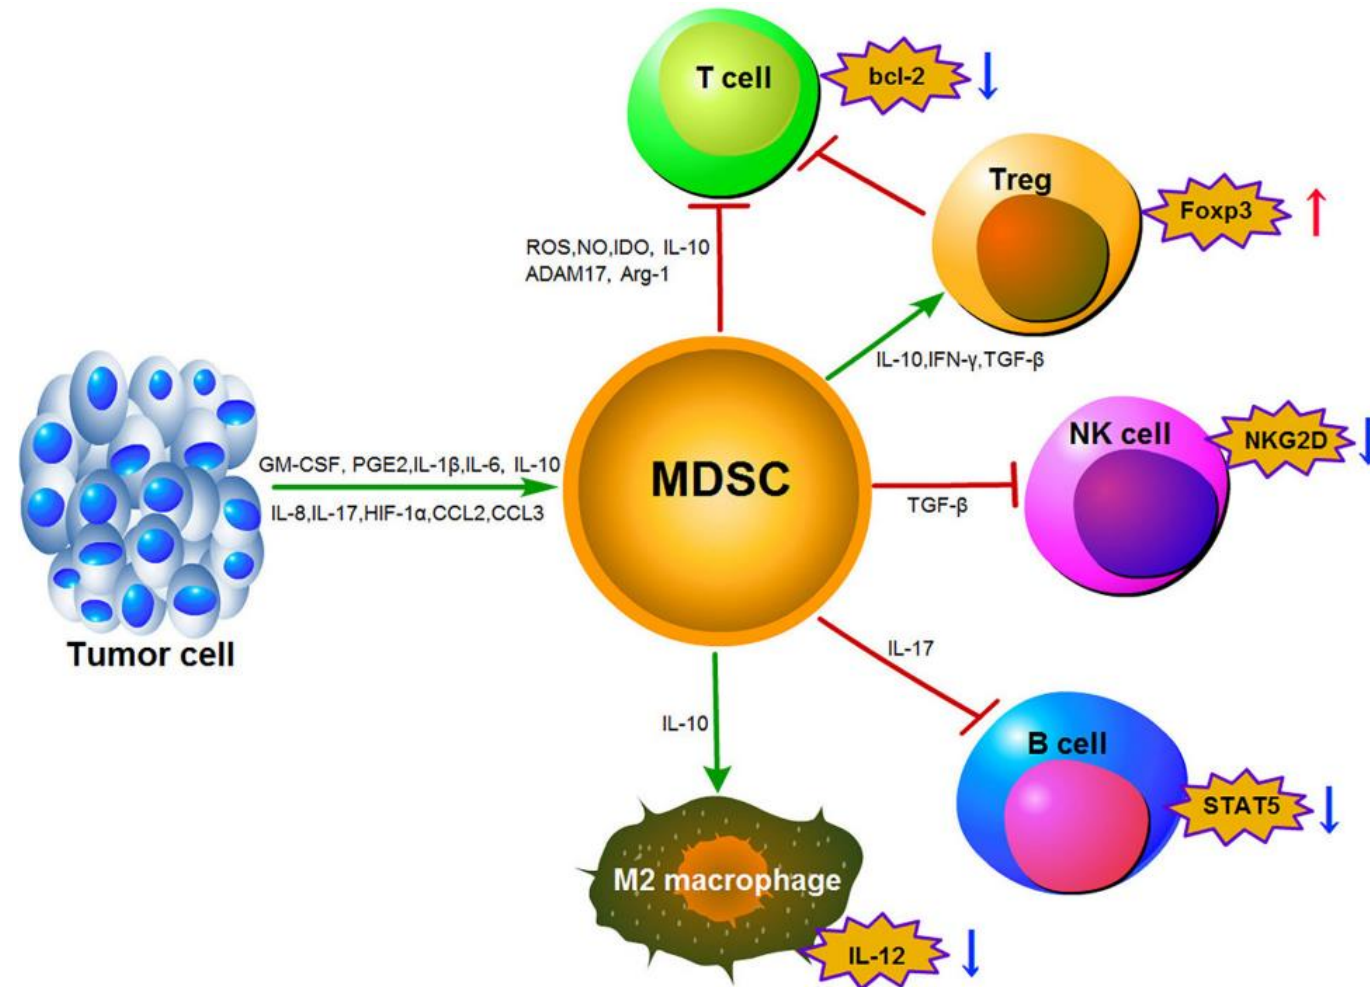 T cell
bcl-2
Treg
Foxp3
ROS,NO,IDO, IL-10
ADAM17, Arg-1
IL-10,IFN-γ,TGF-β
NK cell
NKG2D
GM-CSF, PGE2,IL-1β,IL-6, IL-10
MDSC
TGF-β
IL-8,IL-17,HIF-1α,CCL2,CCL3
Tumor cell
IL-17
IL-10
B cell
STAT5
M2 macrophage
IL-12